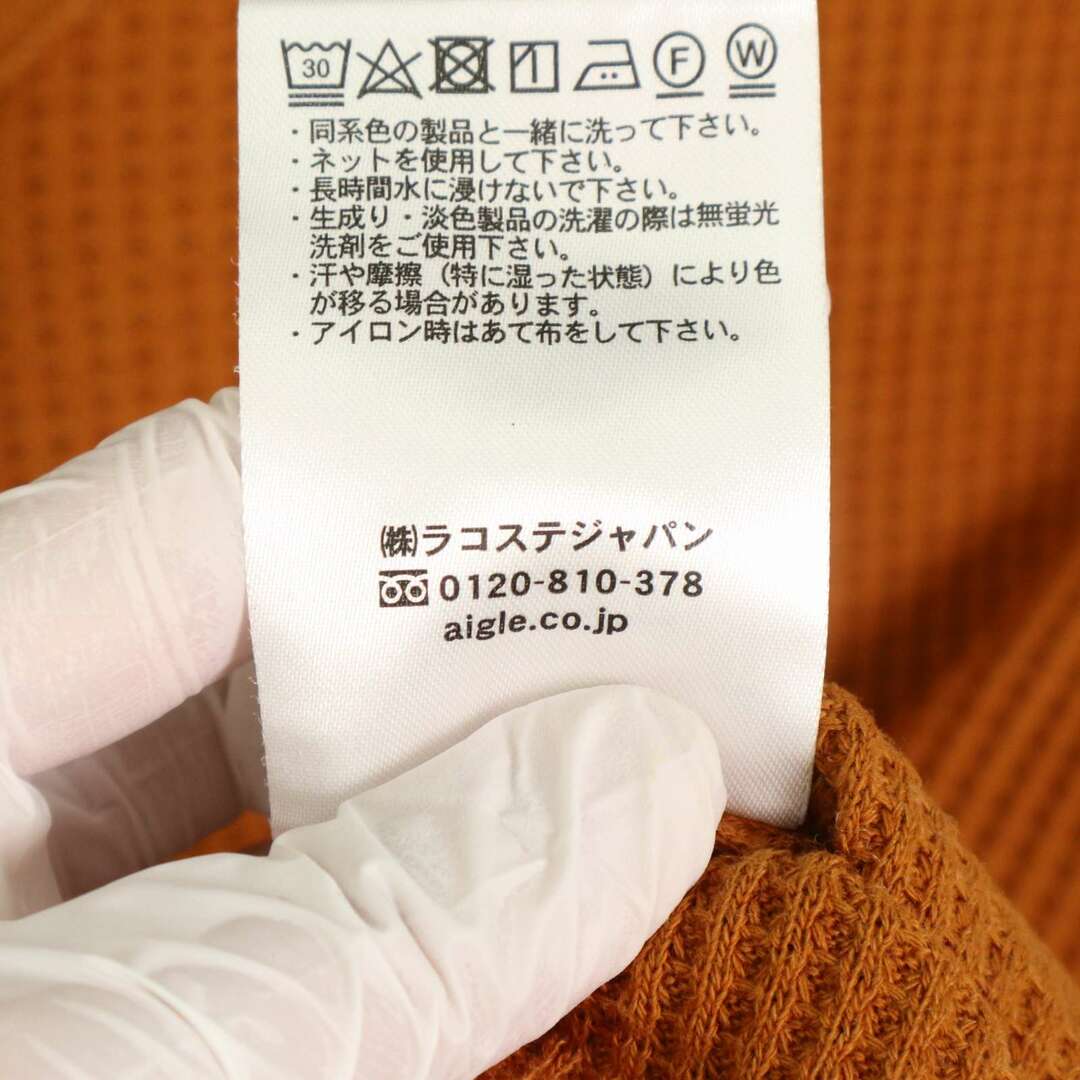 30 F W
・同系色の製品と一緒に洗って下さい。
・ネットを使用して下さい。
・長時間水に浸けないで下さい。
・生成り・淡色製品の洗濯の際は無蛍光
洗剤をご使用下さい。
・汗や摩擦（特に湿った状態）により色
が移る場合があります。
・アイロン時はあて布をして下さい。
㈱ラコステジャパン
0120-810-378
aigle.co.jp